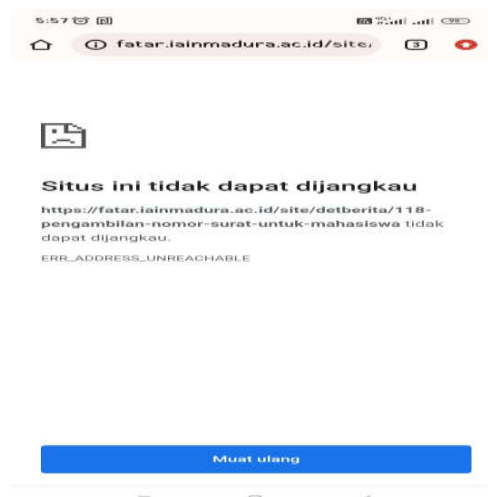 5:57
fatar.iainmadura.ac.id/site/
3
Situs ini tidak dapat dijangkau
https://fatar.iainmadura.ac.id/site/detberita/118-
pengambilan-nomor-surat-untuk-mahasiswa tidak
dapat dijangkau.
ERR_ADDRESS_UNREACHABLE
Muat ulang